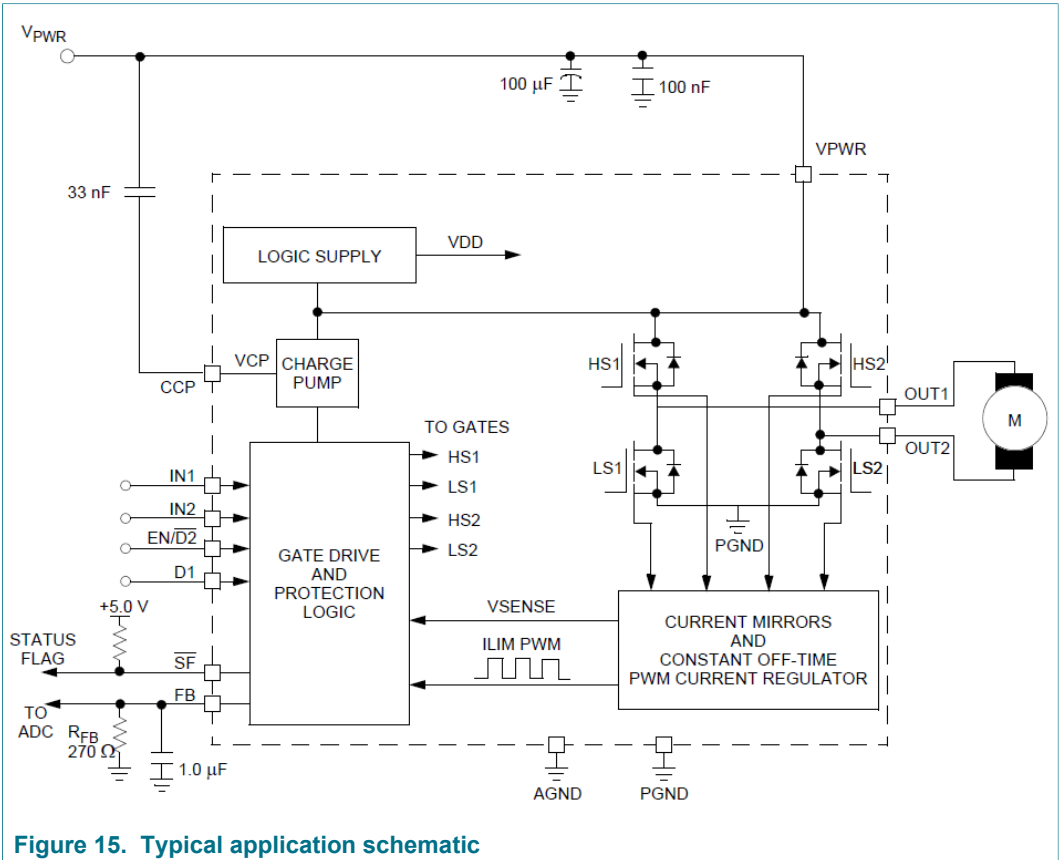 VPWR
100 µF
100 nF
VPWR
33 nF
LOGIC SUPPLY
VDD
VCP
CHARGE
PUMP
CCP
HS1
HS2
OUT1
M
OUT2
TO GATES
HS1
LS1
HS2
LS2
LS1
LS2
PGND
IN1
IN2
EN/D2
D1
GATE DRIVE
AND
PROTECTION
LOGIC
+5.0 V
STATUS
FLAG
SF
FB
TO
ADC
RFB
270 Ω
1.0 µF
VSENSE
ILIM PWM
CURRENT MIRRORS
AND
CONSTANT OFF-TIME
PWM CURRENT REGULATOR
AGND
PGND
Figure 15. Typical application schematic